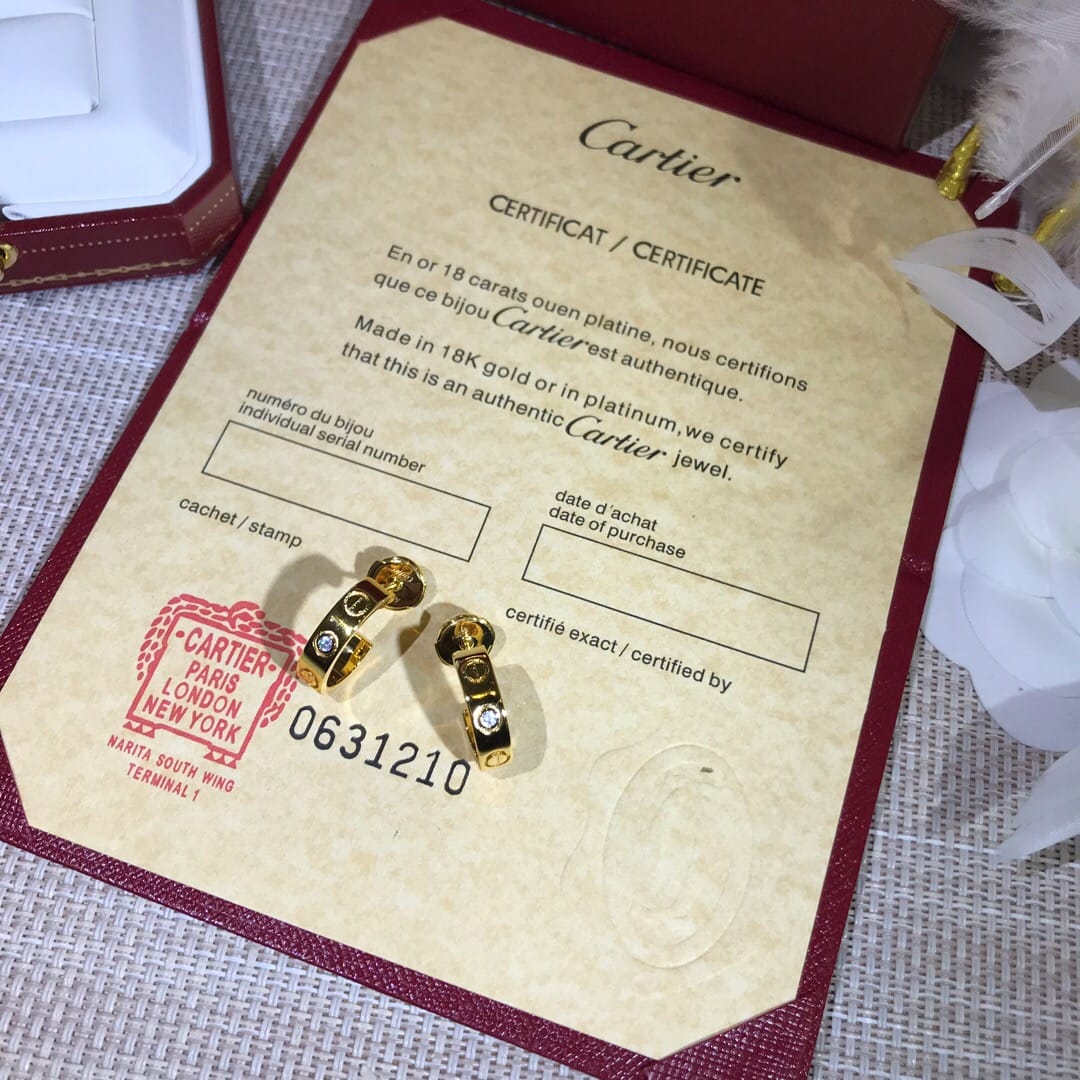 Cartier
CERTIFICAT / CERTIFICATE
En or 18 carats ouen platine, nous certifions
que ce bijou Cartier est authentique.
Made in 18K gold or in platinum, we certify
that this is an authentic Cartier jewel.
numéro du bijou
individual serial number
date d'achat
date of purchase
cachet / stamp
certifié exact / certified by
CARTIER
PARIS
LONDON
NEW YORK
NARITA SOUTH WING
TERMINAL 1
0631210